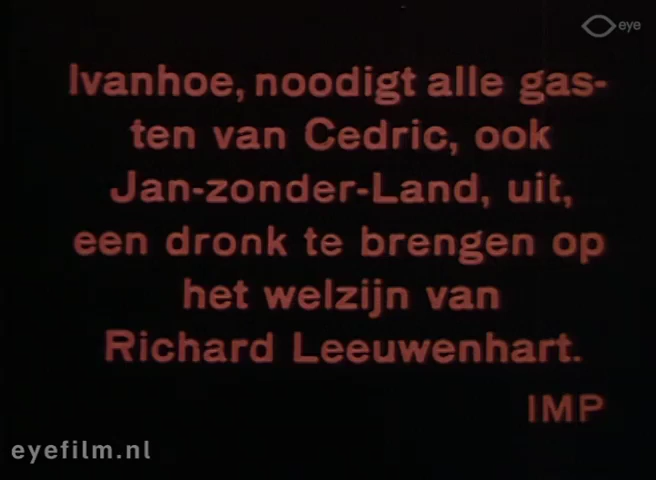 eye
Ivanhoe, noodigt alle gas-
ten van Cedric, ook
Jan-zonder-Land, uit,
een dronk te brengen op
het welzijn van
Richard Leeuwenhart.
IMP
eyefilm.nl